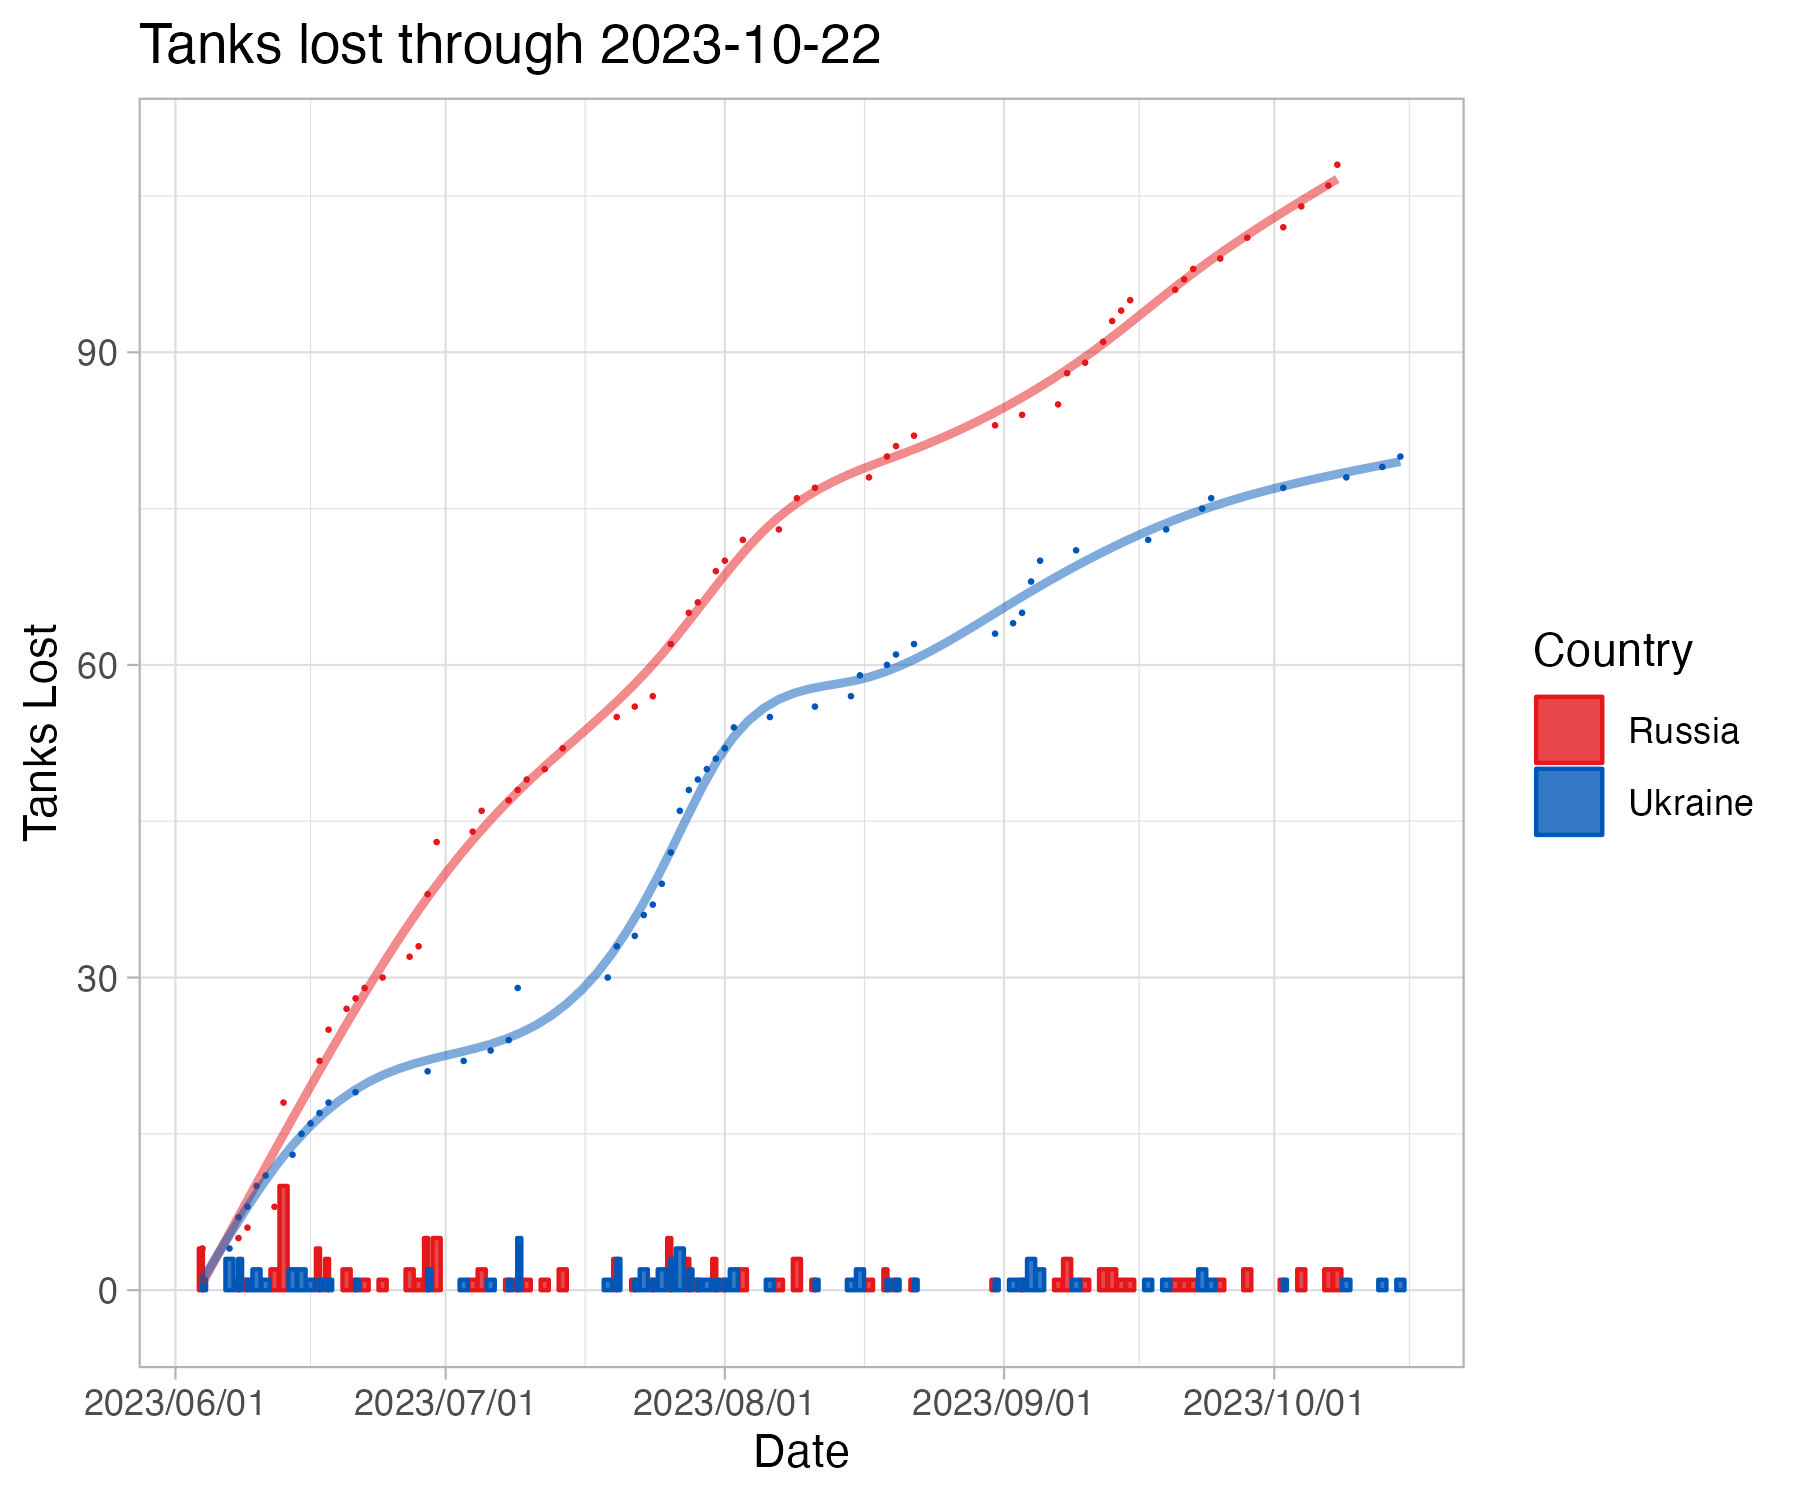 Tanks lost through 2023-10-22
Tanks Lost
90
60
30
0
2023/06/01
2023/07/01
2023/08/01
2023/09/01
2023/10/01
Date
Country
Russia
Ukraine